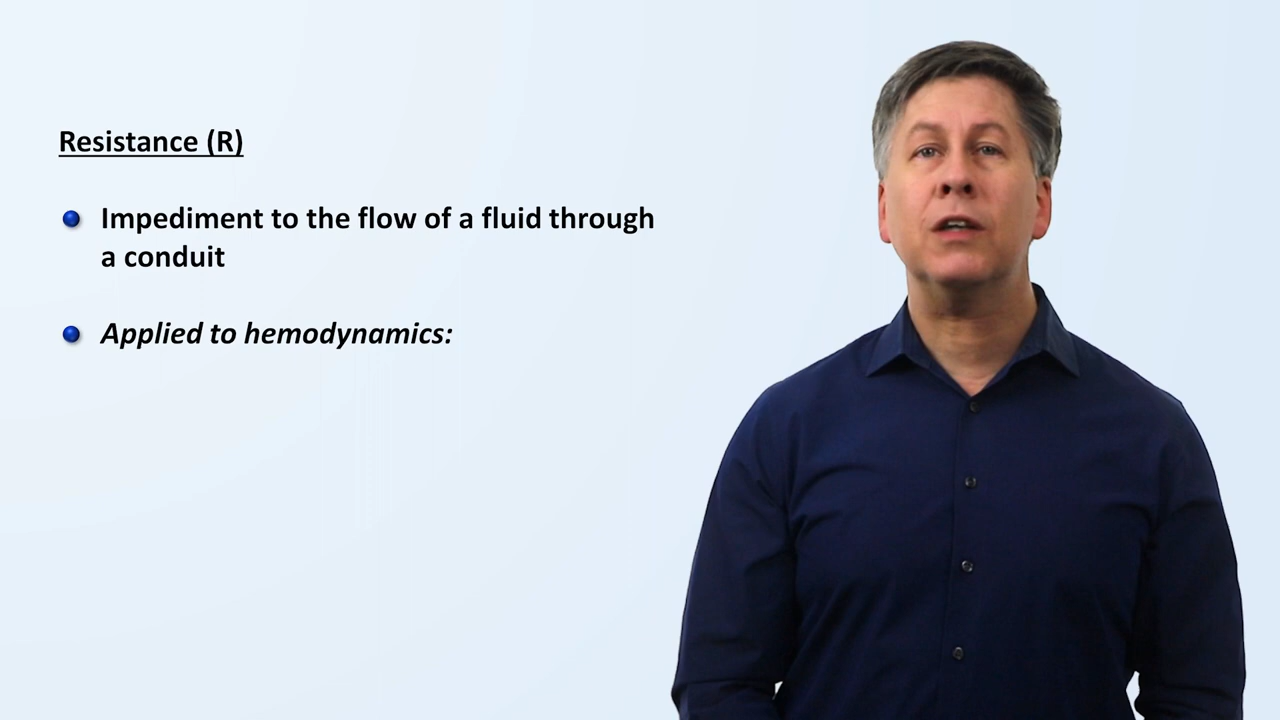 Resistance (R)
Impediment to the flow of a fluid through
a conduit
Applied to hemodynamics: